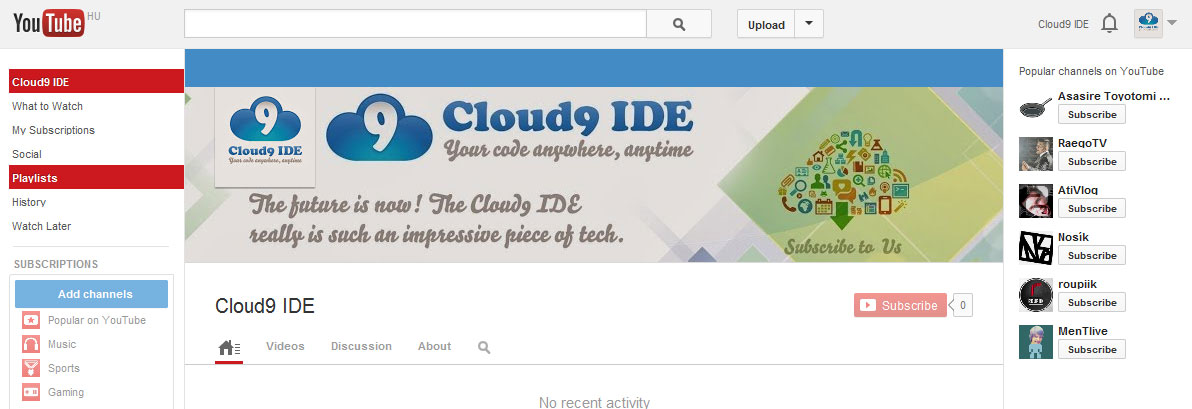 YouTube HU
Upload
Cloud9 IDE
Cloud9 IDE
What to Watch
My Subscriptions
Social
Playlists
History
Watch Later
SUBSCRIPTIONS
Add channels
Popular on YouTube
Music
Sports
Gaming
9
Cloud9 IDE
Your code anywhere, anytime
9
Cloud9 IDE
Your code anywhere, anytime
The future is now! The Cloud9 IDE
really is such an impressive piece of tech.
Subscribe to Us
Cloud9 IDE
Subscribe 0
Videos Discussion About
No recent activity
Popular channels on YouTube
Asasire Toyotomi ...
Subscribe
RaegoTV
Subscribe
AtiVlog
Subscribe
Nosík
Subscribe
roupiik
Subscribe
MenTlive
Subscribe